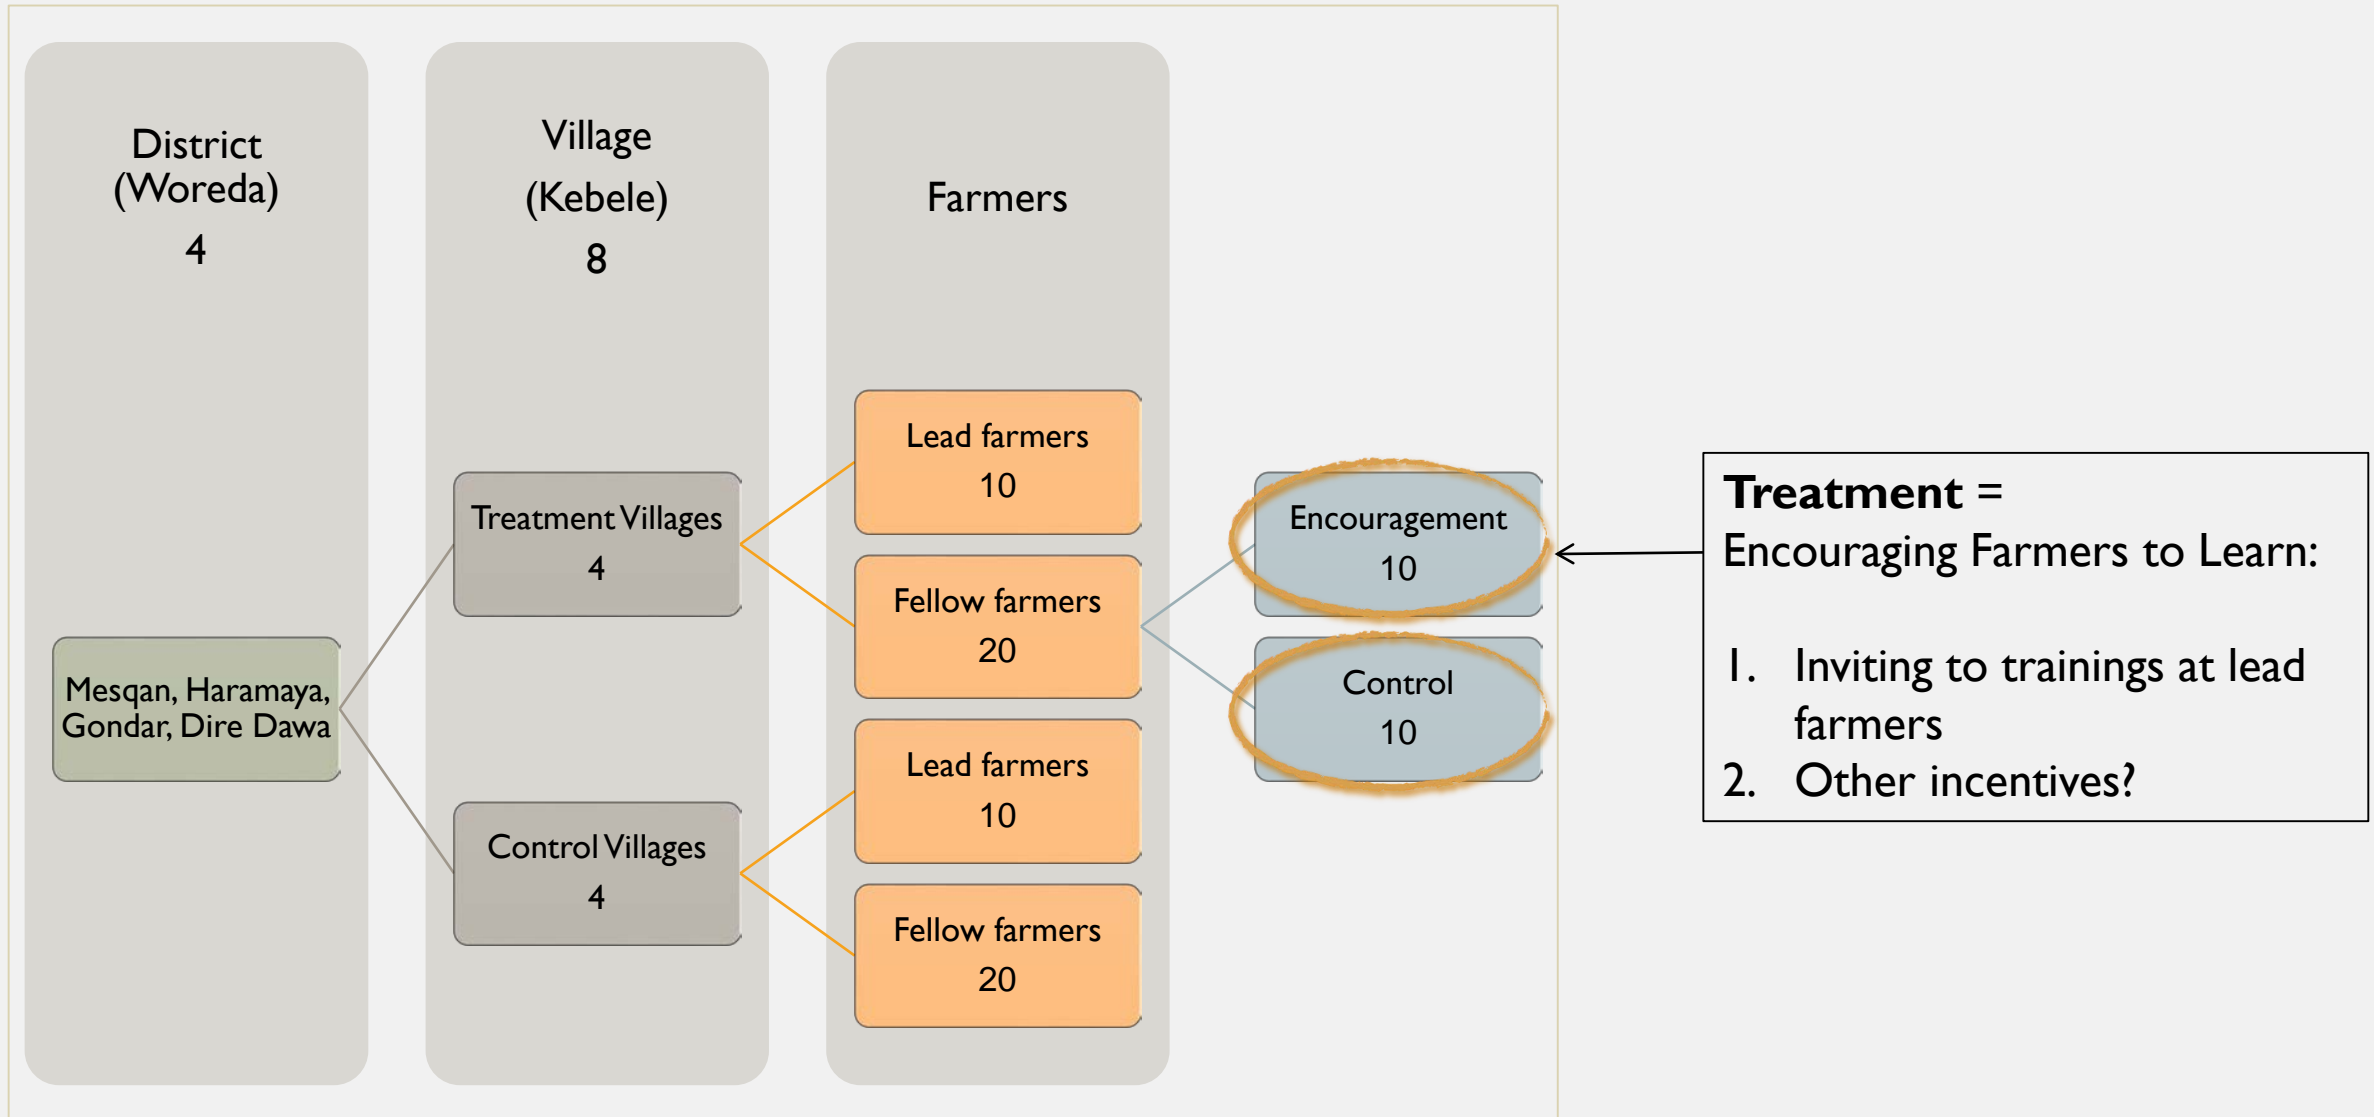 District
(Woreda)
4
Village
(Kebele)
8
Farmers
Mesqan, Haramaya,
Gondar, Dire Dawa
Treatment Villages
4
Control Villages
4
Lead farmers
10
Fellow farmers
20
Lead farmers
10
Fellow farmers
20
Encouragement
10
Control
10
Treatment =
Encouraging Farmers to Learn:
1. Inviting to trainings at lead
farmers
2. Other incentives?